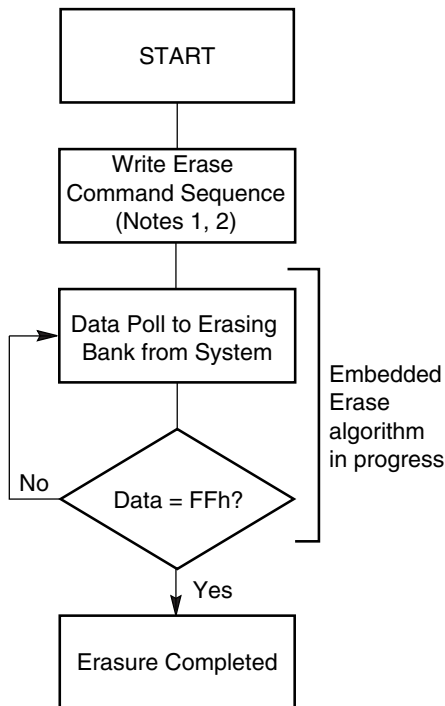 START
Write Erase
Command Sequence
(Notes 1, 2)
Data Poll to Erasing
Bank from System
Embedded
Erase
algorithm
in progress
No
Data = FFh?
Yes
Erasure Completed